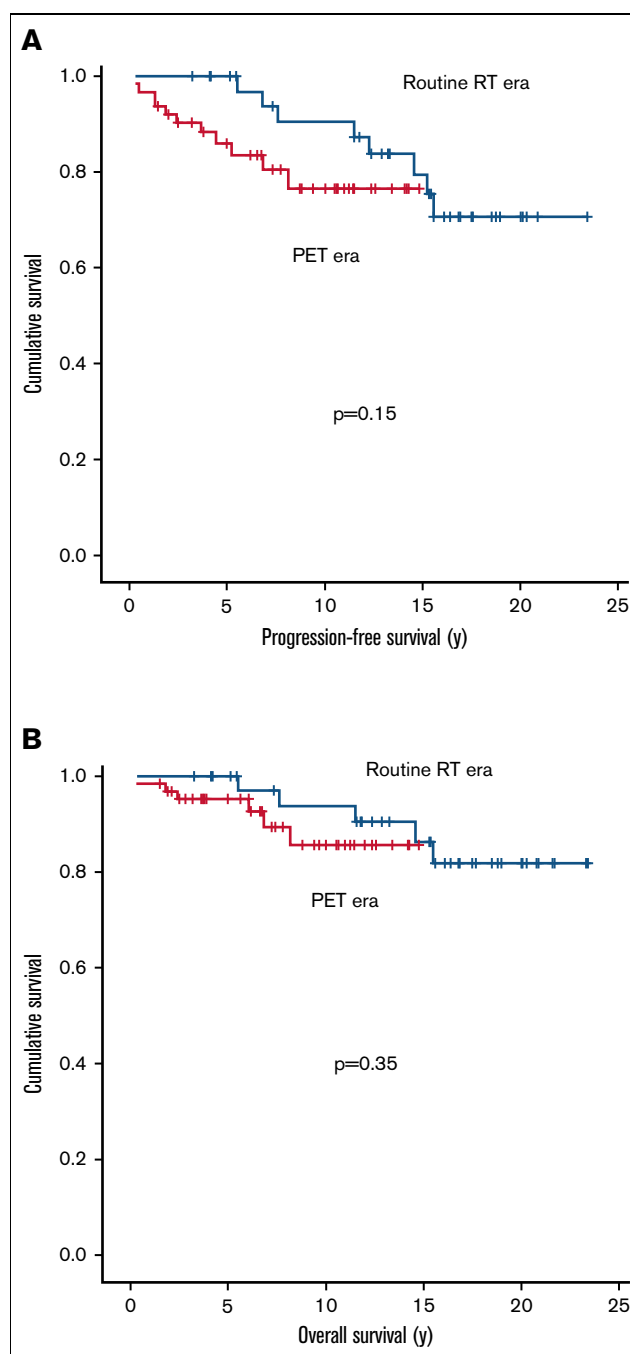 A
1.0
0.8
0.6
0.4
0.2
0.0
Cumulative survival
Routine RT era
PET era
p=0.15
0 5 10 15 20 25
Progression-free survival (y)
B
1.0
0.8
0.6
0.4
0.2
0.0
Cumulative survival
Routine RT era
PET era
p=0.35
0 5 10 15 20 25
Overall survival (y)